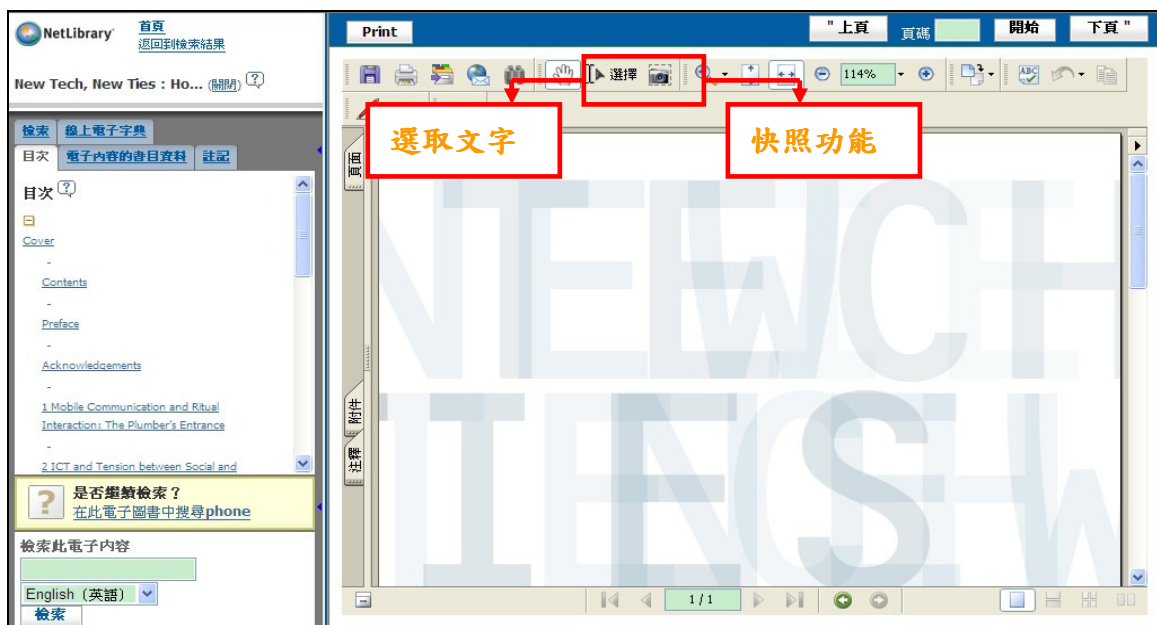 NetLibrary
首頁
返回到檢索結果
New Tech, New Ties : Ho... (關閉) ?
檢索 線上電子字典
目次 電子內容的書目資料 註記
目次 ?
Cover
-
Contents
-
Preface
-
Acknowledgements
-
1 Mobile Communication and Ritual
Interaction: The Plumber's Entrance
-
2 ICT and Tension between Social and
? 是否繼續檢索？
在此電子圖書中搜尋phone
檢索此電子內容
English (英語)
檢索
Print "上頁 頁碼 開始 下頁"
選擇 114% ABC
選取文字 快照功能
頁面
附件
注釋
1/1